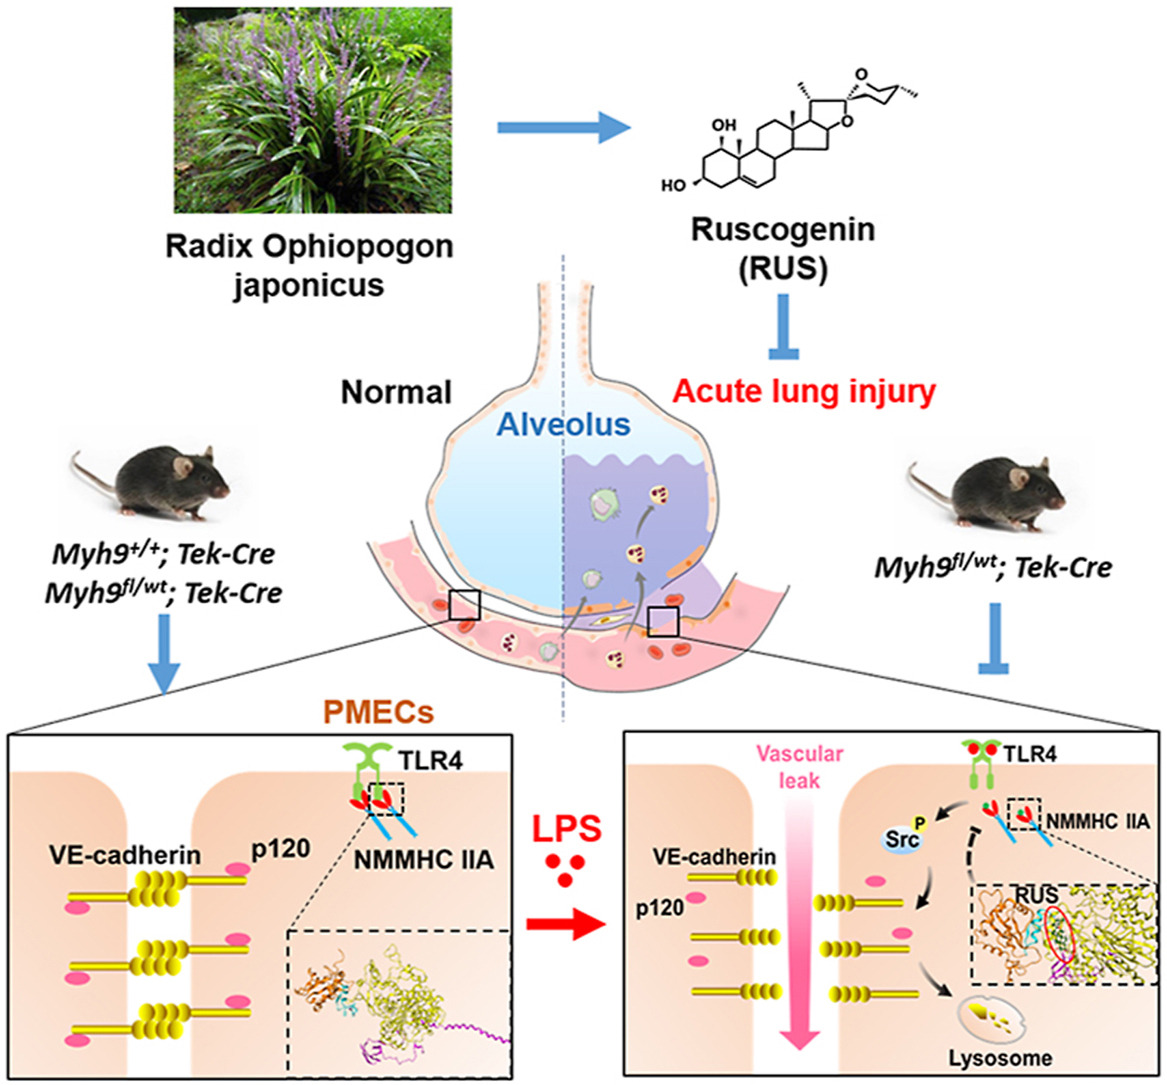 OH
O
O
HO
Radix Ophiopogon
japonicus
Ruscogenin
(RUS)
Normal
Acute lung injury
Alveolus
Myh9+/+; Tek-Cre
Myh9fl/wt; Tek-Cre
Myh9fl/wt; Tek-Cre
PMECs
TLR4
VE-cadherin
p120
NMMHC IIA
LPS
Vascular
leak
TLR4
P
Src
NMMHC IIA
VE-cadherin
p120
RUS
Lysosome